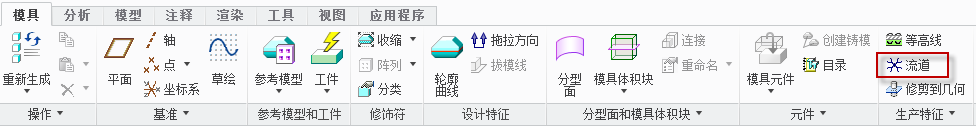 模具 分析 模型 注释 渲染 工具 视图 应用程序
轴 收缩 拖拉方向 连接 创建铸模 等高线
点 阵列 拔模线 重命名 目录 流道
重新生成 平面 坐标系 草绘 参考模型 工件 分类 轮廓曲线 分型面 模具体积块 模具元件 修剪到几何
操作 基准 参考模型和工件 修饰符 设计特征 分型面和模具体积块 元件 生产特征